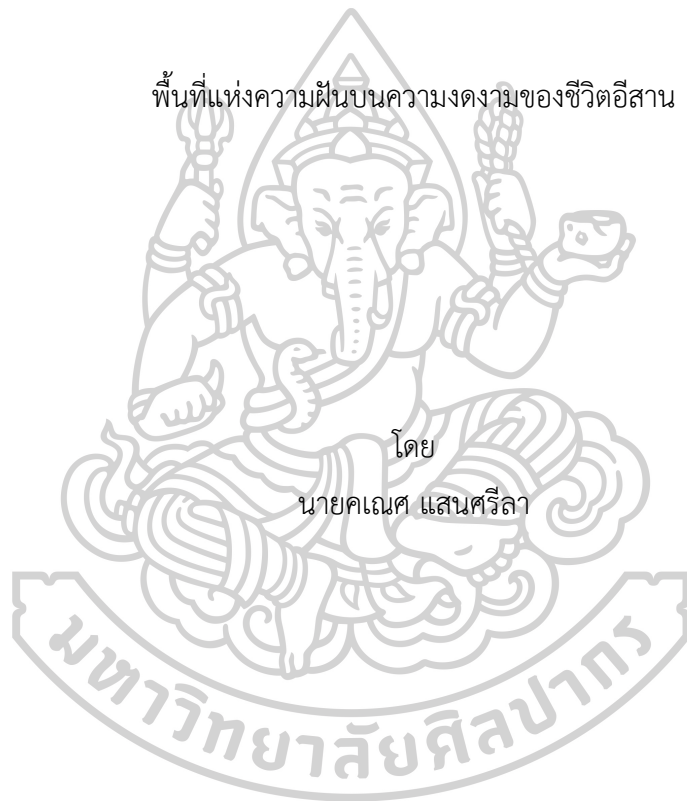 พื้นที่แห่งความฝันบนความงดงามของชีวิตอีสาน
โดย
นายคเณศ แสนศรีลา
มหาวิทยาลัยศิลปากร